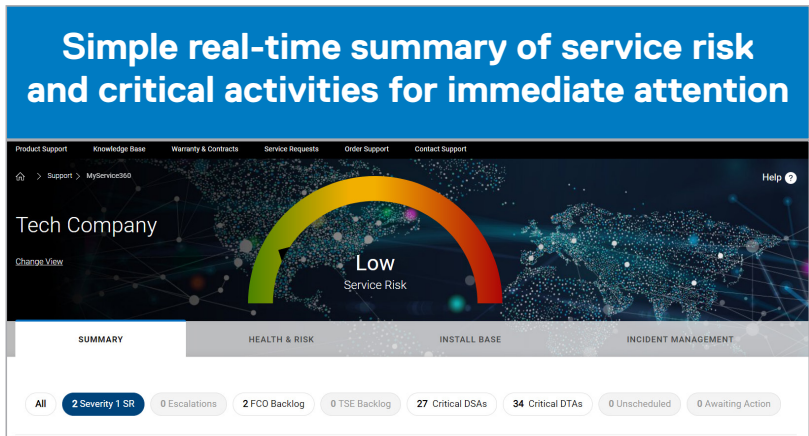 Simple real-time summary of service risk
and critical activities for immediate attention
Product Support Knowledge Base Warranty & Contracts Service Requests Order Support Contact Support
> Support > MyService360 Help ?
Tech Company
Change View
Low
Service Risk
SUMMARY HEALTH & RISK INSTALL BASE INCIDENT MANAGEMENT
All 2 Severity 1 SR 0 Escalations 2 FCO Backlog 0 TSE Backlog 27 Critical DSAs 34 Critical DTAs 0 Unscheduled 0 Awaiting Action